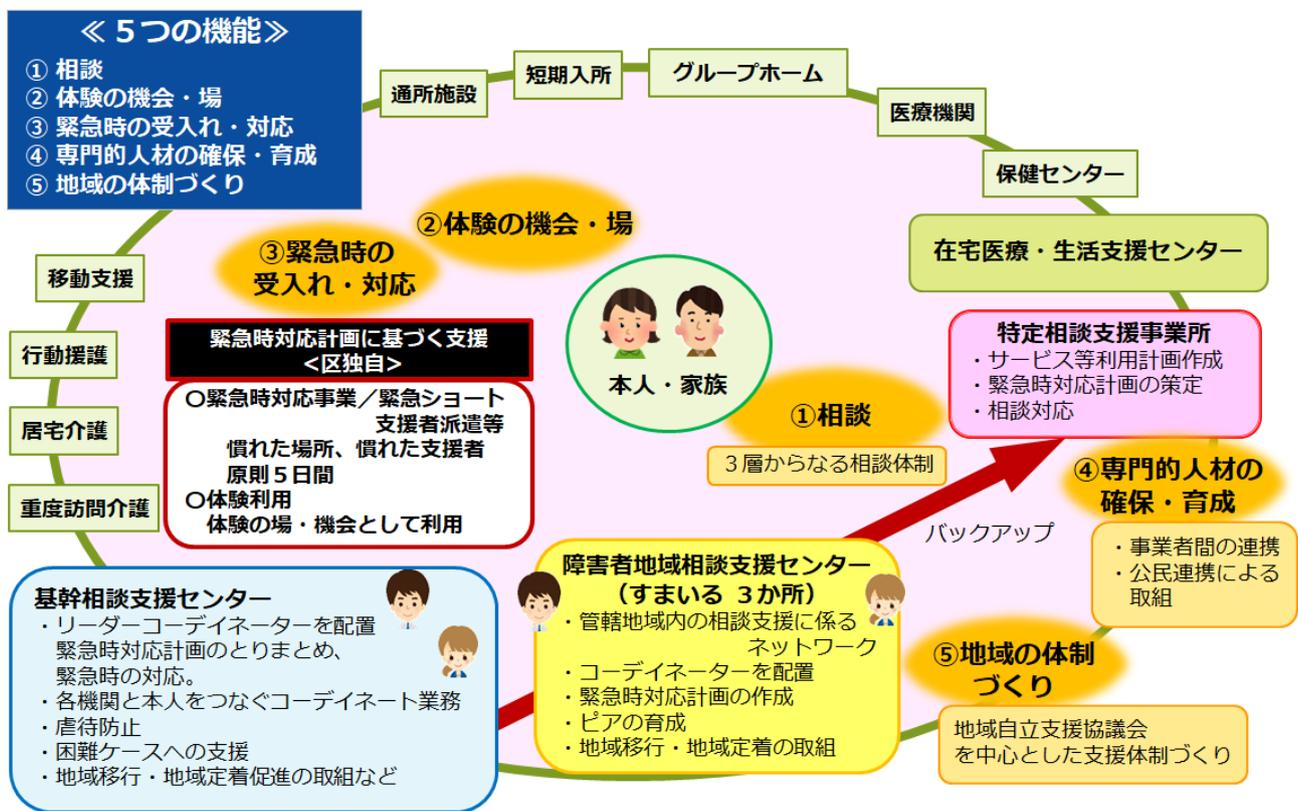 ≪５つの機能≫
① 相談
② 体験の機会・場
③ 緊急時の受入れ・対応
④ 専門的人材の確保・育成
⑤ 地域の体制づくり
通所施設
短期入所
グループホーム
医療機関
保健センター
在宅医療・生活支援センター
移動支援
行動援護
居宅介護
重度訪問介護
②体験の機会・場
③緊急時の
受入れ・対応
緊急時対応計画に基づく支援
<区独自>
〇緊急時対応事業／緊急ショート
支援者派遣等
慣れた場所、慣れた支援者
原則５日間
〇体験利用
体験の場・機会として利用
本人・家族
①相談
３層からなる相談体制
特定相談支援事業所
・サービス等利用計画作成
・緊急時対応計画の策定
・相談対応
④専門的人材の
確保・育成
・事業者間の連携
・公民連携による
取組
バックアップ
基幹相談支援センター
・リーダーコーデイネーターを配置
緊急時対応計画のとりまとめ、
緊急時の対応。
・各機関と本人をつなぐコーデイネート業務
・虐待防止
・困難ケースへの支援
・地域移行・地域定着促進の取組など
障害者地域相談支援センター
（すまいる ３か所）
・管轄地域内の相談支援に係る
ネットワーク
・コーデイネーターを配置
・緊急時対応計画の作成
・ピアの育成
・地域移行・地域定着の取組
⑤地域の体制
づくり
地域自立支援協議会
を中心とした支援体制づくり